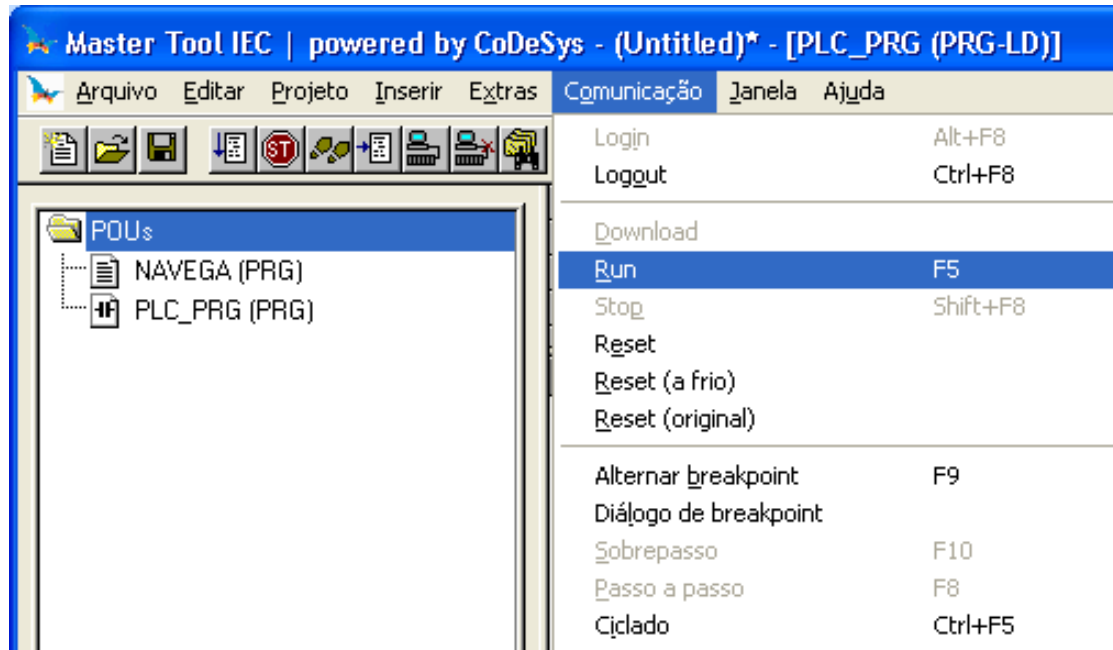 Master Tool IEC | powered by CoDeSys - (Untitled)* - [PLC_PRG (PRG-LD)]
Arquivo Editar Projeto Inserir Extras Comunicação Janela Ajuda
ST
Login Alt+F8
Logout Ctrl+F8
Download
Run F5
Stop Shift+F8
Reset
Reset (a frio)
Reset (original)
Alternar breakpoint F9
Diálogo de breakpoint
Sobrepasso F10
Passo a passo F8
Ciclado Ctrl+F5
POUs
NAVEGA (PRG)
PLC_PRG (PRG)